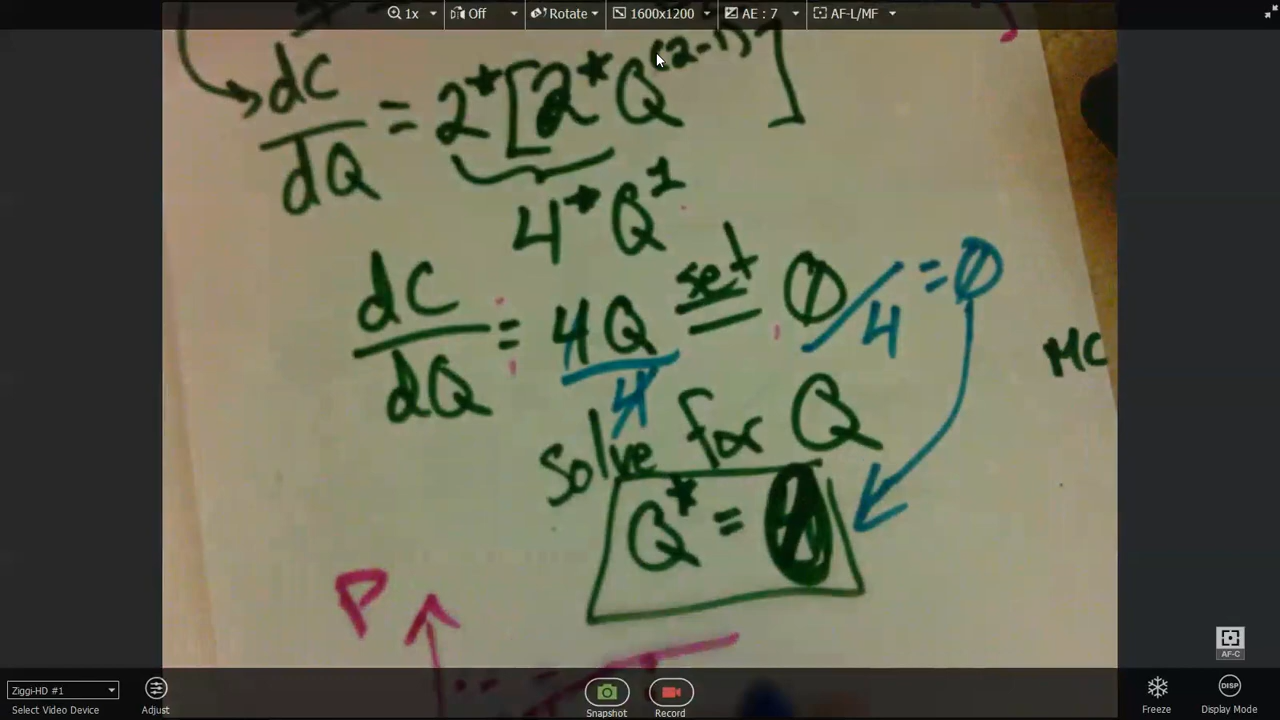 1x Off Rotate 1600x1200 AE : 7 AF-L/MF
dC/dQ = 2*[2*Q^(2-1)]
4*Q^1
dC/dQ = 4Q/4 set = 0/4 = 0
MC
solve for Q
Q* = 0
P
AF-C
Ziggi-HD #1
Select Video Device
Adjust
Snapshot
Record
Freeze
DISP
Display Mode